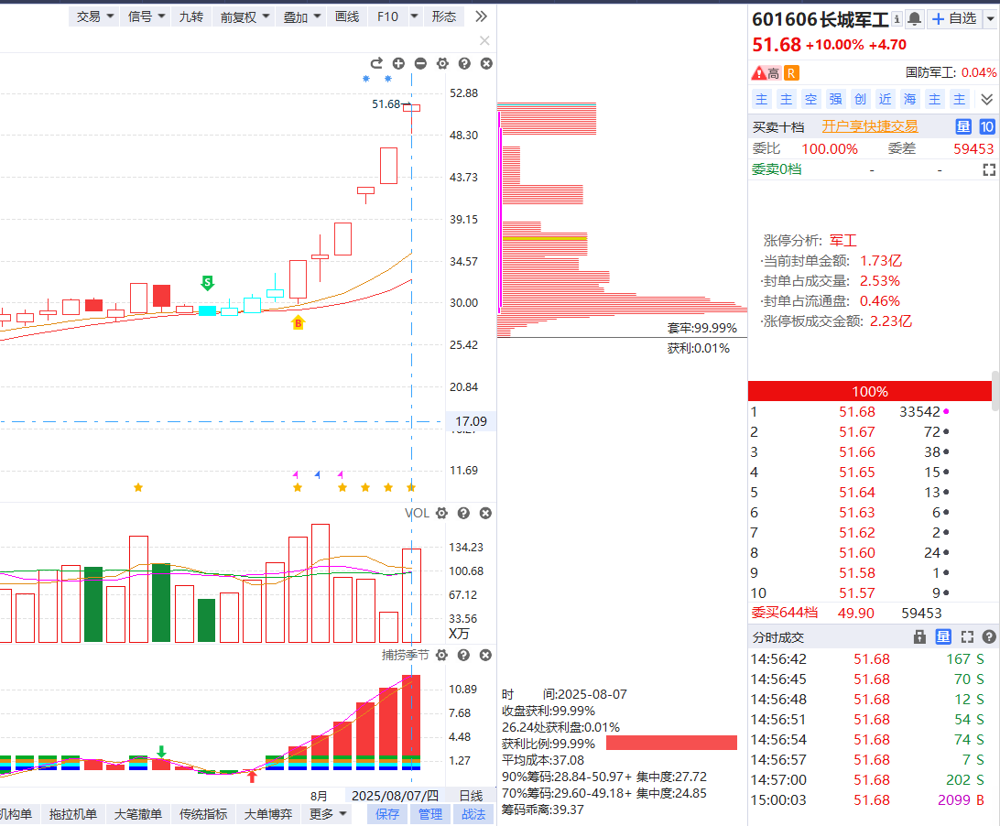 交易 信号 九转 前复权 叠加 画线 F10 形态
601606长城军工 自选
51.68 +10.00% +4.70
高 R 国防军工: 0.04%
主 主 空 强 创 近 海 主 主
买卖十档 开户享快捷交易 量 10
委比 100.00% 委差 59453
委卖0档 - -
涨停分析: 军工
·当前封单金额: 1.73亿
·封单占成交量: 2.53%
·封单占流通盘: 0.46%
·涨停板成交金额: 2.23亿
100%
1 51.68 33542
2 51.67 72
3 51.66 38
4 51.65 15
5 51.64 13
6 51.63 6
7 51.62 2
8 51.60 24
9 51.58 1
10 51.57 9
委买644档 49.90 59453
分时成交 量
14:56:42 51.68 167 S
14:56:45 51.68 70 S
14:56:48 51.68 12 S
14:56:51 51.68 54 S
14:56:54 51.68 74 S
14:56:57 51.68 7 S
14:57:00 51.68 202 S
15:00:03 51.68 2099 B
51.68
52.88
48.30
43.73
39.15
34.57
30.00
25.42
20.84
17.09
11.69
S
B
套牢:99.99%
获利:0.01%
VOL
134.23
100.68
67.12
33.56
X万
捕捞季节
10.89
7.68
4.48
1.27
时 间:2025-08-07
收盘获利:99.99%
26.24处获利盘:0.01%
获利比例:99.99%
平均成本:37.08
90%筹码:28.84-50.97+ 集中度:27.72
70%筹码:29.60-49.18+ 集中度:24.85
筹码乖离:39.37
8月 2025/08/07/四 日线
机构单 拖拉机单 大笔撤单 传统指标 大单博弈 更多 保存 管理 战法